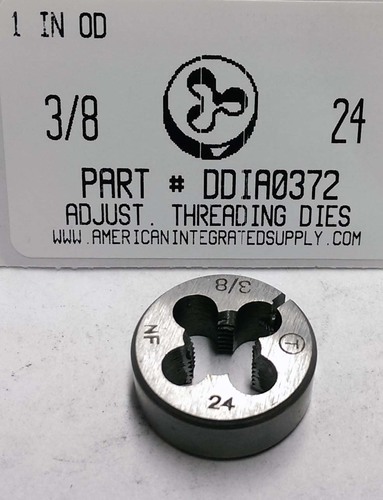 1 IN OD
3/8 24
PART # DDIA0372
ADJUST. THREADING DIES
WWW.AMERICANINTEGRATEDSUPPLY.COM
3/8
NF T
24